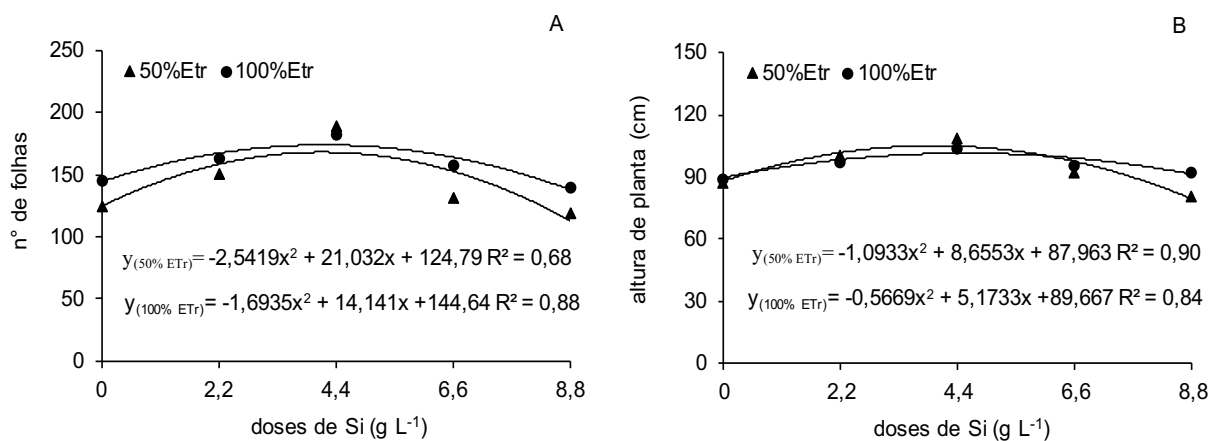 A
250
200
150
100
50
0
n° de folhas
▲ 50%Etr ● 100%Etr
y(50% ETr)= -2,5419x² + 21,032x + 124,79 R² = 0,68
y(100% ETr)= -1,6935x² + 14,141x +144,64 R² = 0,88
0 2,2 4,4 6,6 8,8
doses de Si (g L-1)
B
150
120
90
60
30
0
altura de planta (cm)
▲ 50%Etr ● 100%Etr
y(50% ETr)= -1,0933x² + 8,6553x + 87,963 R² = 0,90
y(100% ETr)= -0,5669x² + 5,1733x +89,667 R² = 0,84
0 2,2 4,4 6,6 8,8
doses de Si (g L-1)